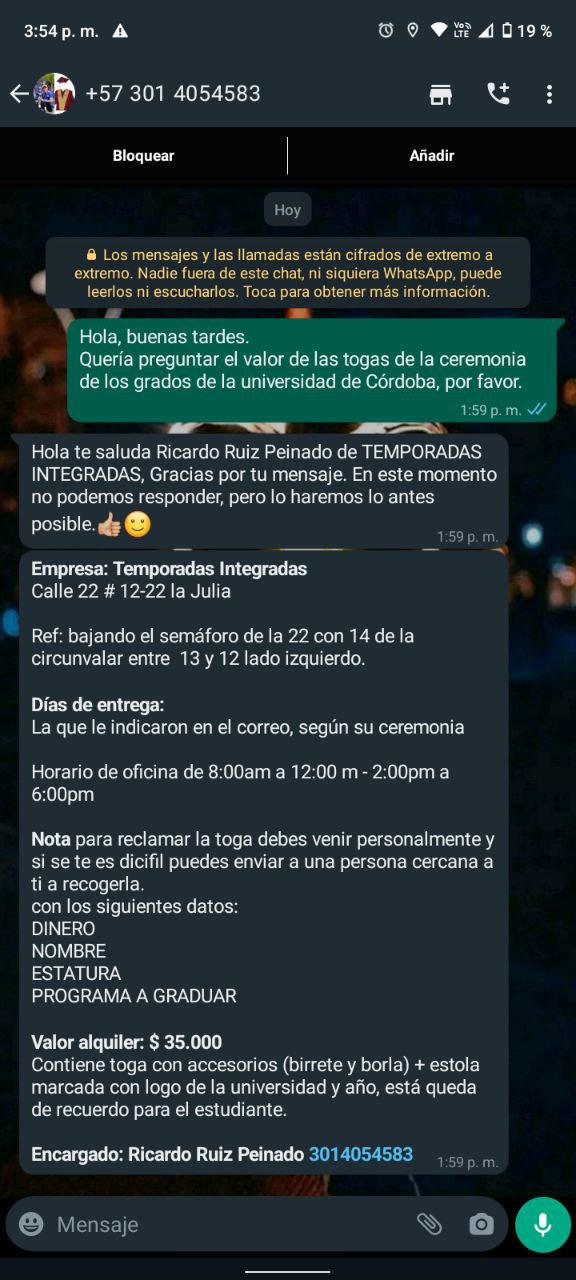 3:54 p. m.
Vo) LTE
19 %
+57 301 4054583
Bloquear
Añadir
Hoy
Los mensajes y las llamadas están cifrados de extremo a
extremo. Nadie fuera de este chat, ni siquiera WhatsApp, puede
leerlos ni escucharlos. Toca para obtener más información.
Hola, buenas tardes.
Quería preguntar el valor de las togas de la ceremonia
de los grados de la universidad de Córdoba, por favor.
1:59 p. m.
Hola te saluda Ricardo Ruiz Peinado de TEMPORADAS
INTEGRADAS, Gracias por tu mensaje. En este momento
no podemos responder, pero lo haremos lo antes
posible.👍🏼🙂
1:59 p. m.
Empresa: Temporadas Integradas
Calle 22 # 12-22 la Julia
Ref: bajando el semáforo de la 22 con 14 de la
circunvalar entre  13 y 12 lado izquierdo.
Días de entrega:
La que le indicaron en el correo, según su ceremonia
Horario de oficina de 8:00am a 12:00 m - 2:00pm a
6:00pm
Nota para reclamar la toga debes venir personalmente y
si se te es dicifil puedes enviar a una persona cercana a
ti a recogerla.
con los siguientes datos:
DINERO
NOMBRE
ESTATURA
PROGRAMA A GRADUAR
Valor alquiler: $ 35.000
Contiene toga con accesorios (birrete y borla) + estola
marcada con logo de la universidad y año, está queda
de recuerdo para el estudiante.
Encargado: Ricardo Ruiz Peinado 3014054583
1:59 p. m.
Mensaje